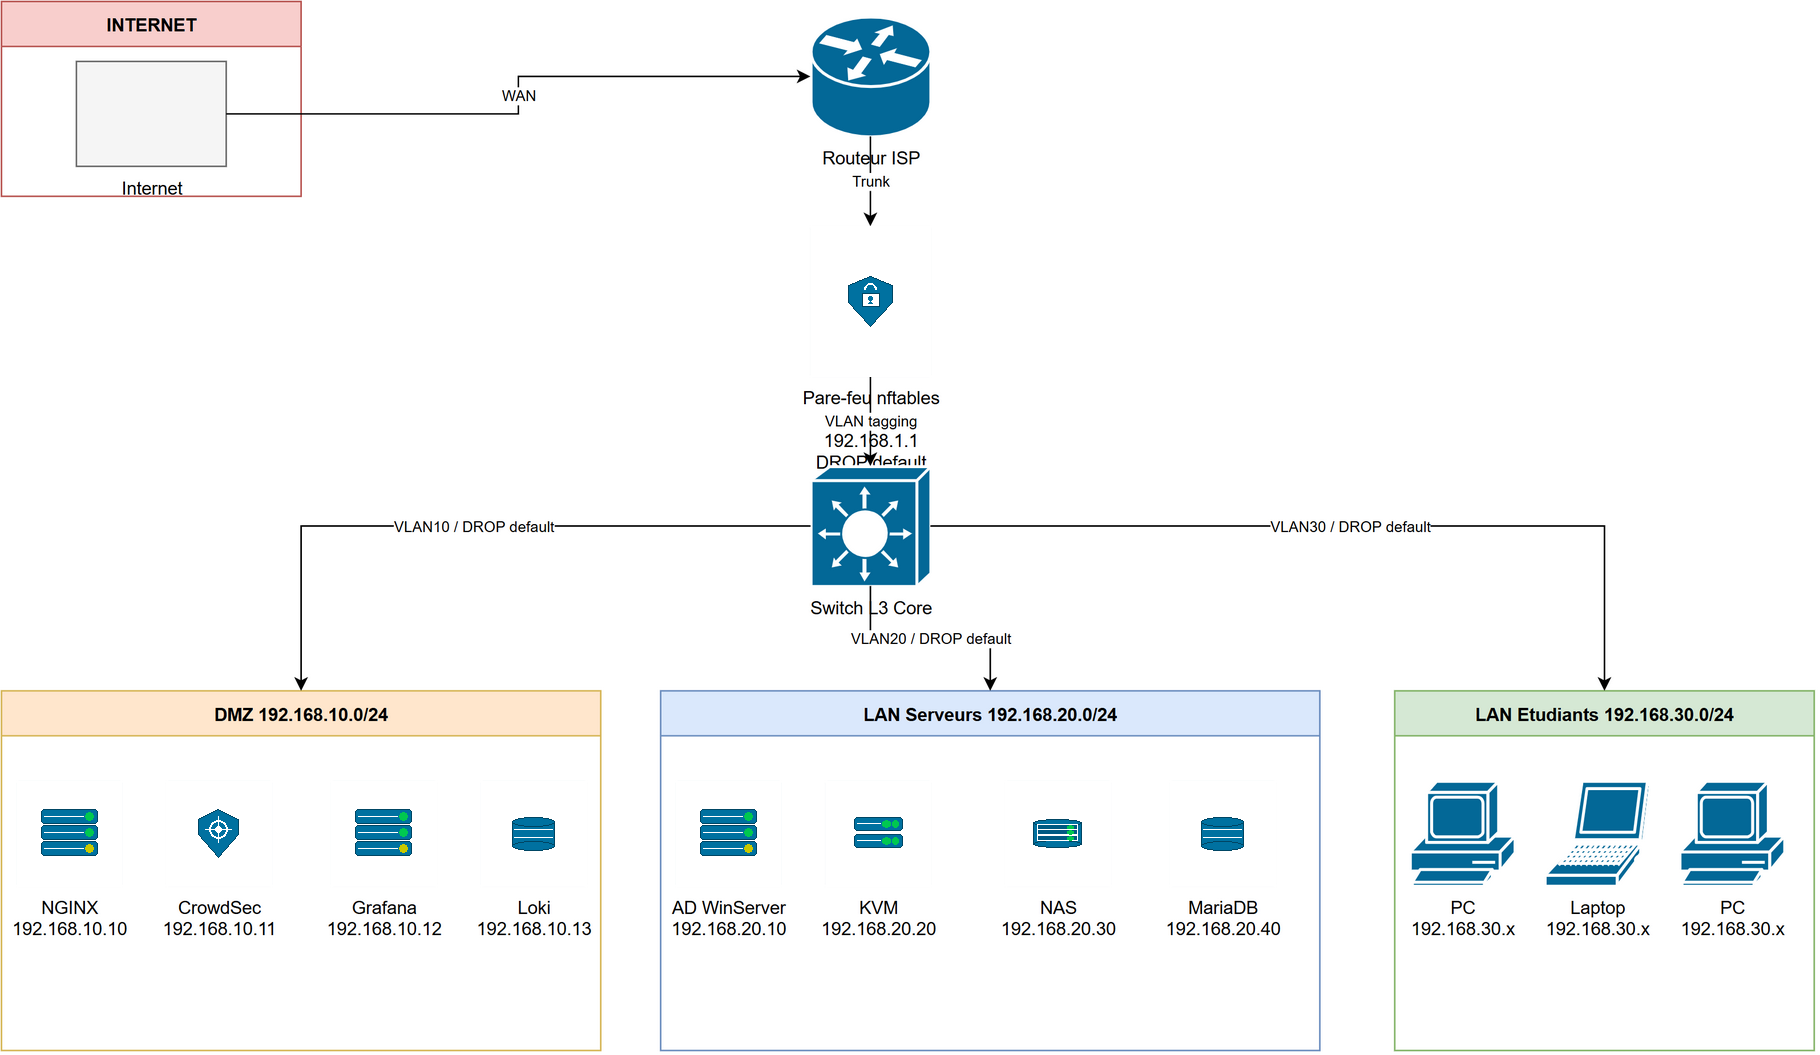 INTERNET
Internet
WAN
Routeur ISP
Trunk
Pare-feu nftables
VLAN tagging
192.168.1.1
DROP default
VLAN10 / DROP default
VLAN30 / DROP default
Switch L3 Core
VLAN20 / DROP default
DMZ 192.168.10.0/24
NGINX
192.168.10.10
CrowdSec
192.168.10.11
Grafana
192.168.10.12
Loki
192.168.10.13
LAN Serveurs 192.168.20.0/24
AD WinServer
192.168.20.10
KVM
192.168.20.20
NAS
192.168.20.30
MariaDB
192.168.20.40
LAN Etudiants 192.168.30.0/24
PC
192.168.30.x
Laptop
192.168.30.x
PC
192.168.30.x